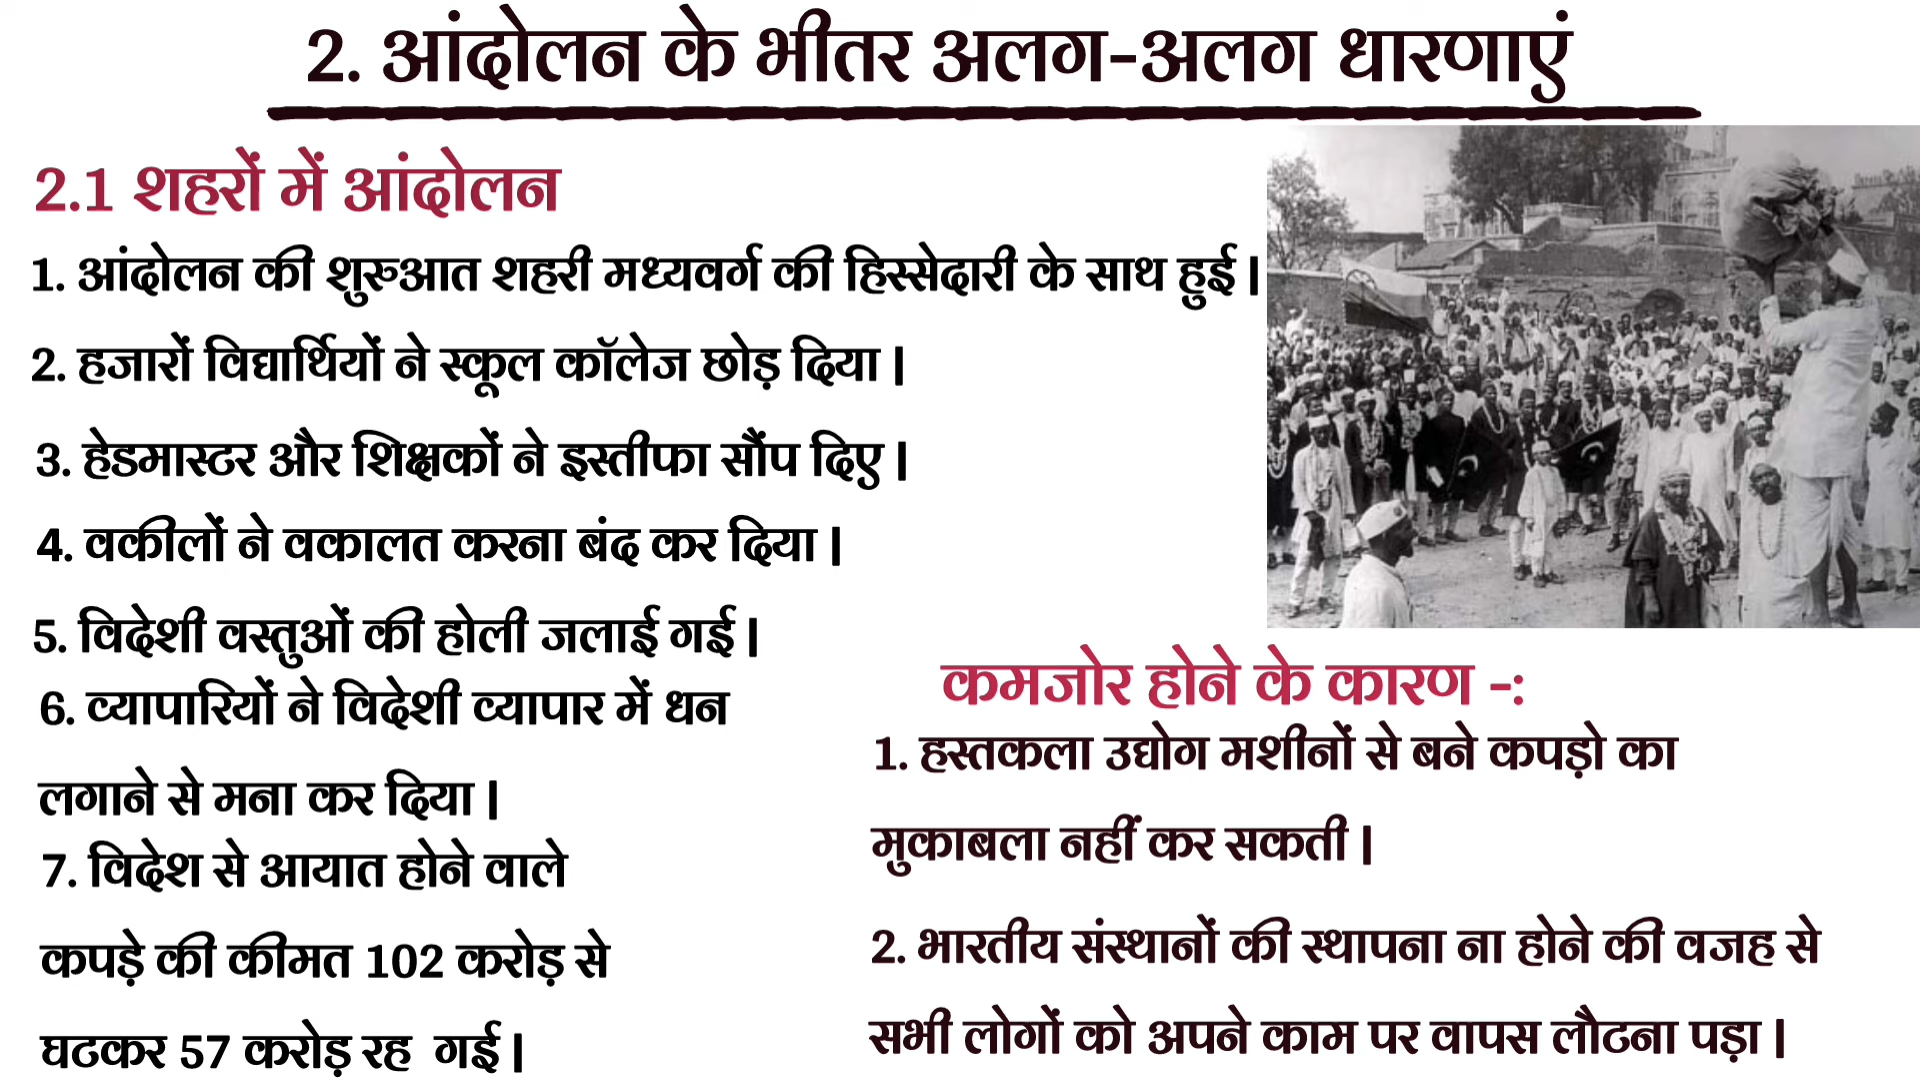 2. आंदोलन के भीतर अलग-अलग धारणाएं
2.1 शहरों में आंदोलन
1. आंदोलन की शुरुआत शहरी मध्यवर्ग की हिस्सेदारी के साथ हुई |
2. हजारों विद्यार्थियों ने स्कूल कॉलेज छोड़ दिया |
3. हेडमास्टर और शिक्षकों ने इस्तीफा सौंप दिए |
4. वकीलों ने वकालत करना बंद कर दिया |
5. विदेशी वस्तुओं की होली जलाई गई |
6. व्यापारियों ने विदेशी व्यापार में धन
लगाने से मना कर दिया |
7. विदेश से आयात होने वाले
कपड़े की कीमत 102 करोड़ से
घटकर 57 करोड़ रह गई |
कमजोर होने के कारण -:
1. हस्तकला उद्योग मशीनों से बने कपड़ो का
मुकाबला नहीं कर सकती |
2. भारतीय संस्थानों की स्थापना ना होने की वजह से
सभी लोगों को अपने काम पर वापस लौटना पड़ा |